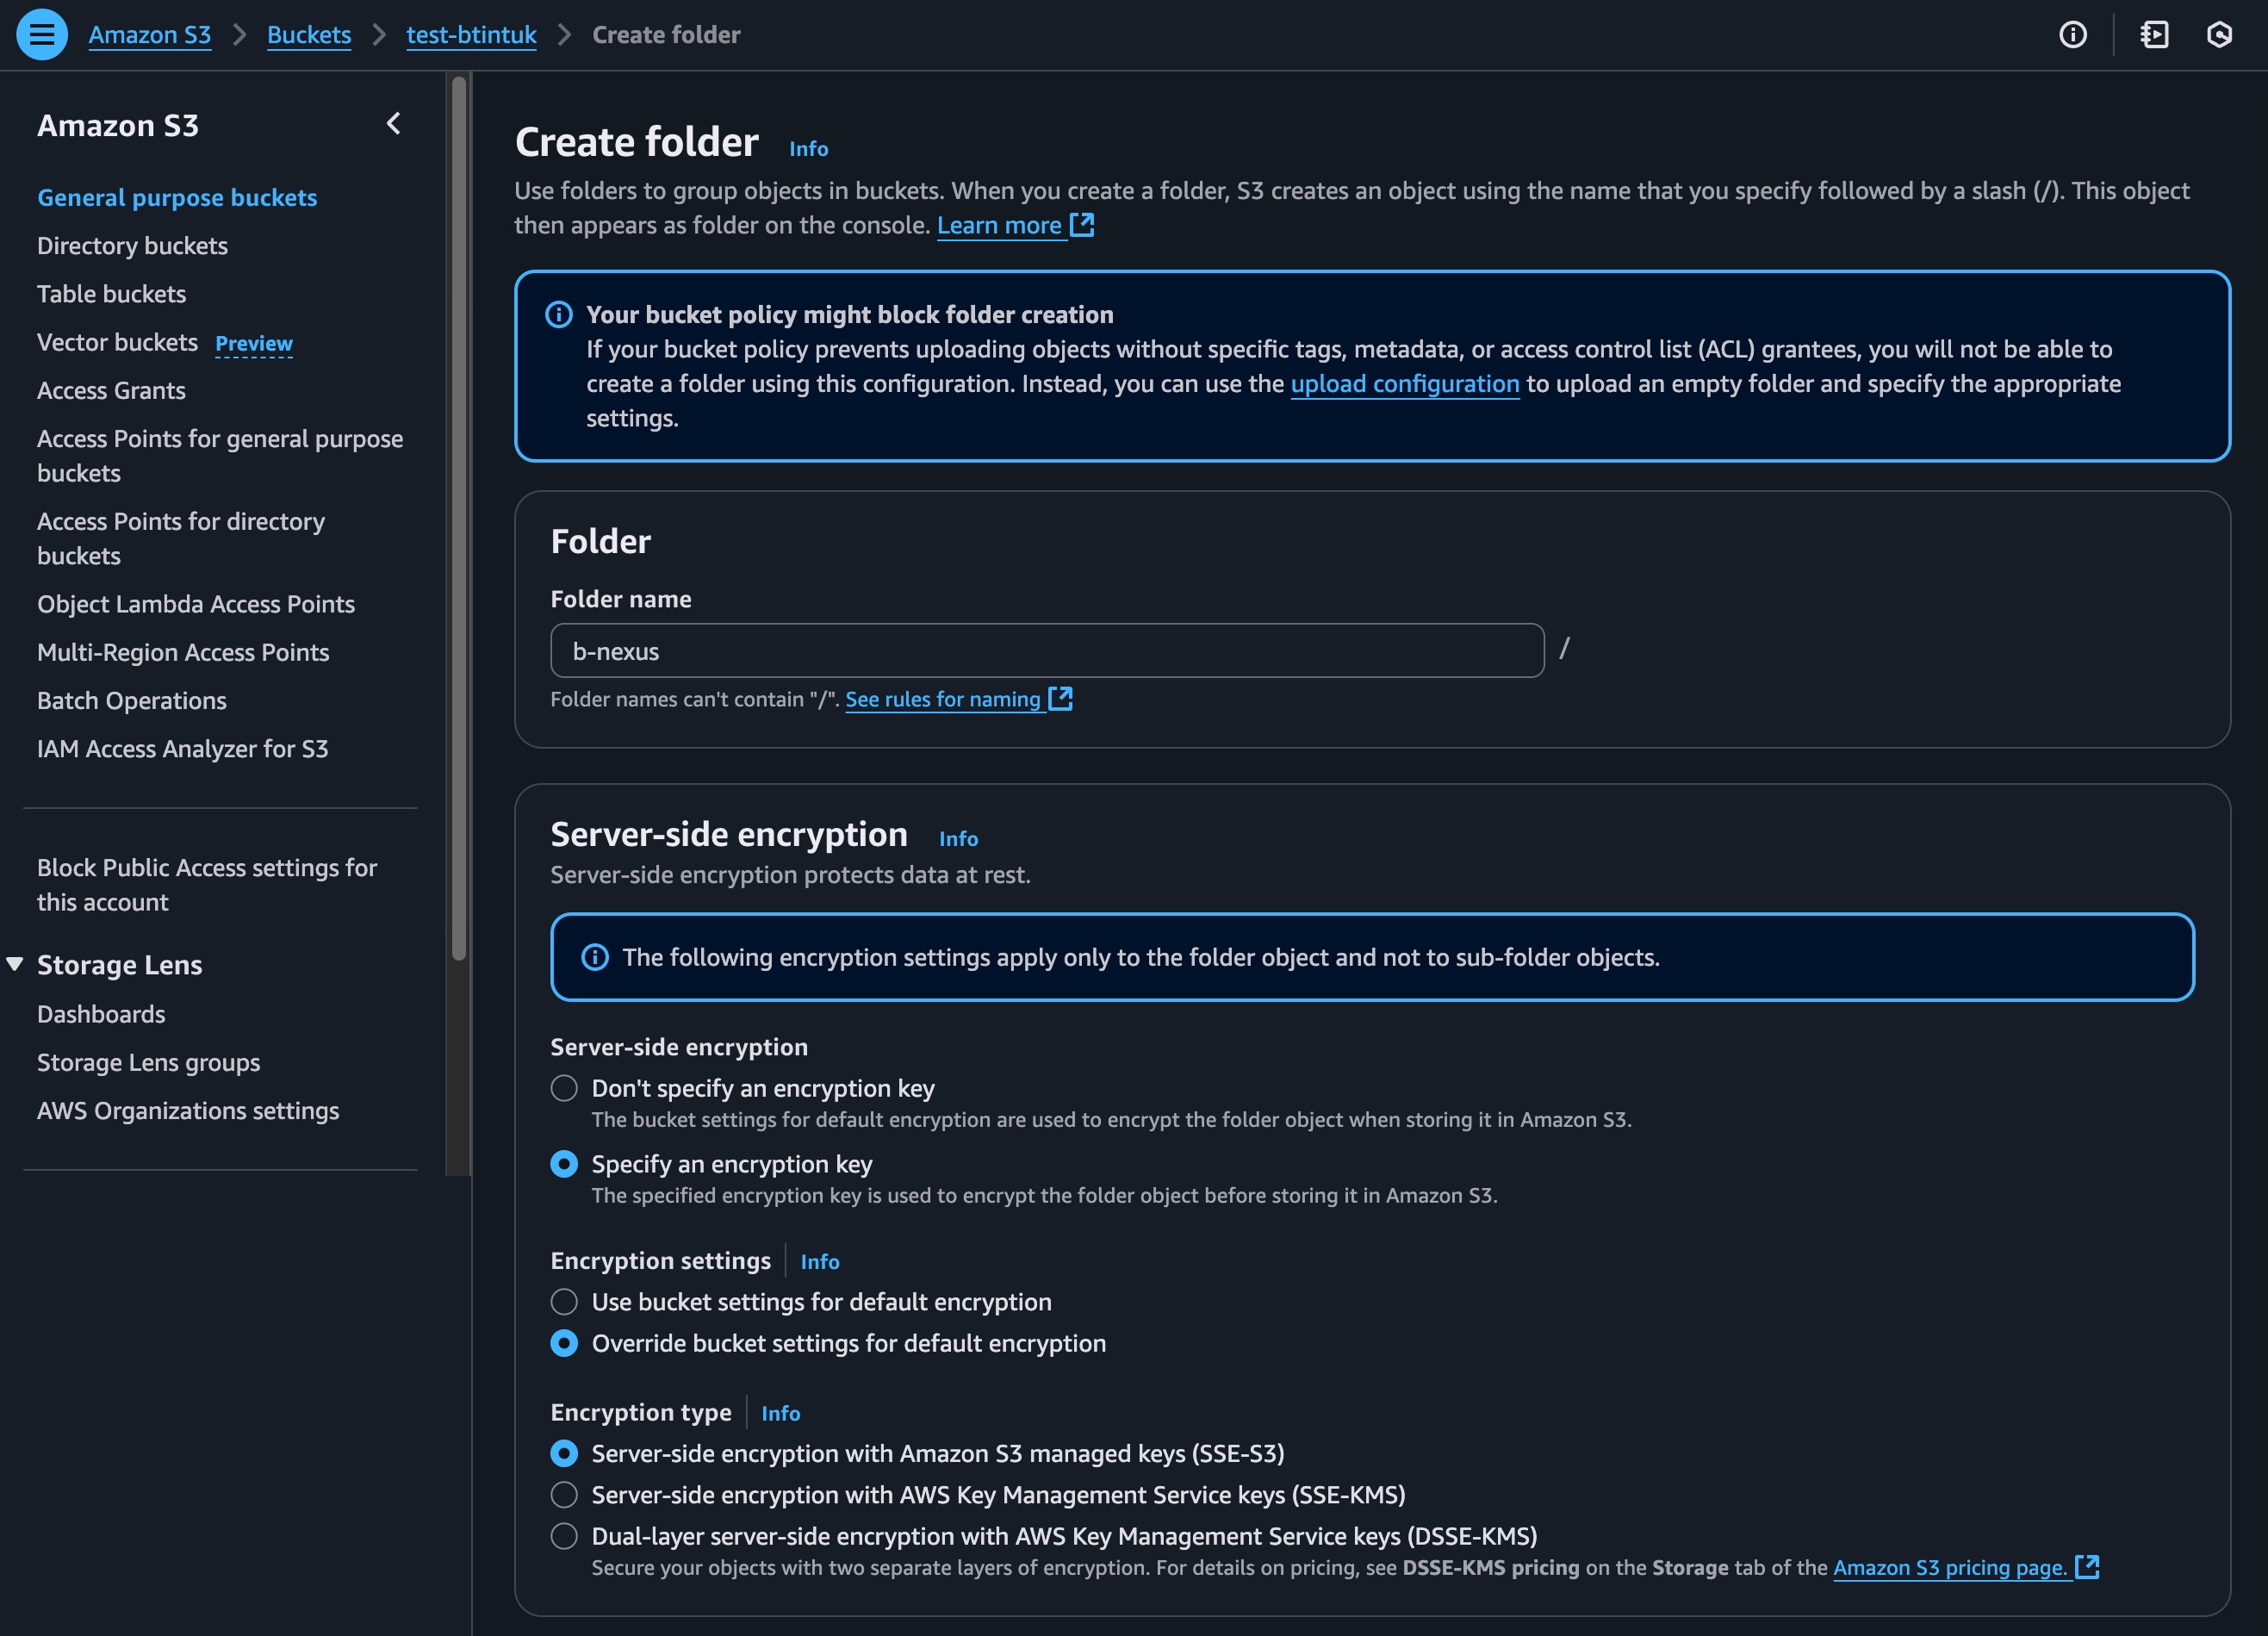 Amazon S3 > Buckets > test-btintuk > Create folder
Amazon S3
General purpose buckets
Directory buckets
Table buckets
Vector buckets Preview
Access Grants
Access Points for general purpose
buckets
Access Points for directory
buckets
Object Lambda Access Points
Multi-Region Access Points
Batch Operations
IAM Access Analyzer for S3
Block Public Access settings for
this account
Storage Lens
Dashboards
Storage Lens groups
AWS Organizations settings
Create folder Info
Use folders to group objects in buckets. When you create a folder, S3 creates an object using the name that you specify followed by a slash (/). This object
then appears as folder on the console. Learn more
Your bucket policy might block folder creation
If your bucket policy prevents uploading objects without specific tags, metadata, or access control list (ACL) grantees, you will not be able to
create a folder using this configuration. Instead, you can use the upload configuration to upload an empty folder and specify the appropriate
settings.
Folder
Folder name
b-nexus /
Folder names can't contain "/". See rules for naming
Server-side encryption Info
Server-side encryption protects data at rest.
The following encryption settings apply only to the folder object and not to sub-folder objects.
Server-side encryption
Don't specify an encryption key
The bucket settings for default encryption are used to encrypt the folder object when storing it in Amazon S3.
Specify an encryption key
The specified encryption key is used to encrypt the folder object before storing it in Amazon S3.
Encryption settings Info
Use bucket settings for default encryption
Override bucket settings for default encryption
Encryption type Info
Server-side encryption with Amazon S3 managed keys (SSE-S3)
Server-side encryption with AWS Key Management Service keys (SSE-KMS)
Dual-layer server-side encryption with AWS Key Management Service keys (DSSE-KMS)
Secure your objects with two separate layers of encryption. For details on pricing, see DSSE-KMS pricing on the Storage tab of the Amazon S3 pricing page.